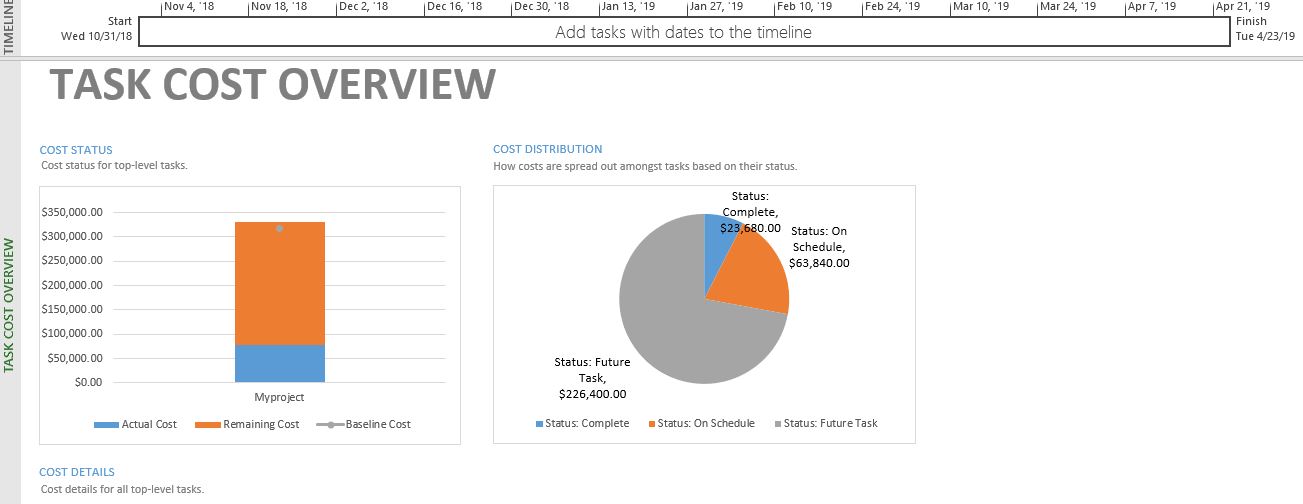 TIMELINE
Nov 4, '18
Nov 18, '18
Dec 2, '18
Dec 16, '18
Dec 30, '18
Jan 13, '19
Jan 27, '19
Feb 10, '19
Feb 24, '19
Mar 10, '19
Mar 24, '19
Apr 7, '19
Apr 21, '19
Start
Wed 10/31/18
Add tasks with dates to the timeline
Finish
Tue 4/23/19
TASK COST OVERVIEW
TASK COST OVERVIEW
COST STATUS
Cost status for top-level tasks.
$350,000.00
$300,000.00
$250,000.00
$200,000.00
$150,000.00
$100,000.00
$50,000.00
$0.00
Myproject
Actual Cost
Remaining Cost
Baseline Cost
COST DISTRIBUTION
How costs are spread out amongst tasks based on their status.
Status:
Complete,
$23,680.00
Status: On
Schedule,
$63,840.00
Status: Future
Task,
$226,400.00
Status: Complete
Status: On Schedule
Status: Future Task
COST DETAILS
Cost details for all top-level tasks.